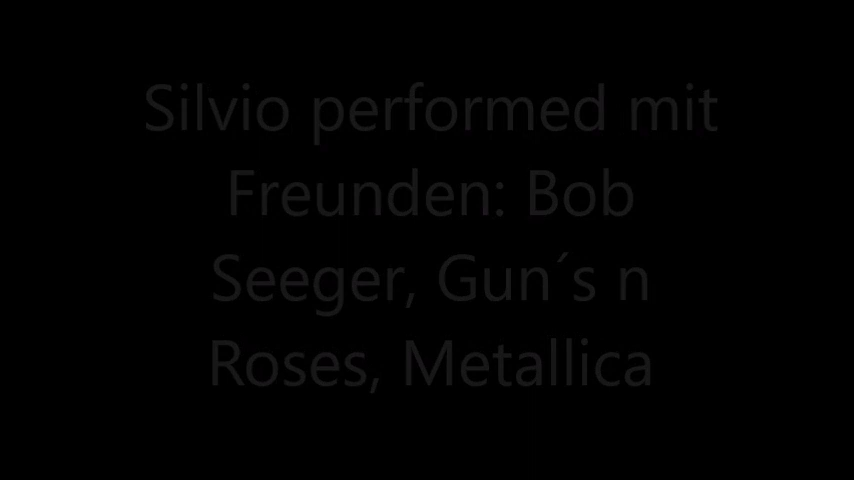 Silvio performed mit
Freunden: Bob
Seeger, Gun´s n
Roses, Metallica